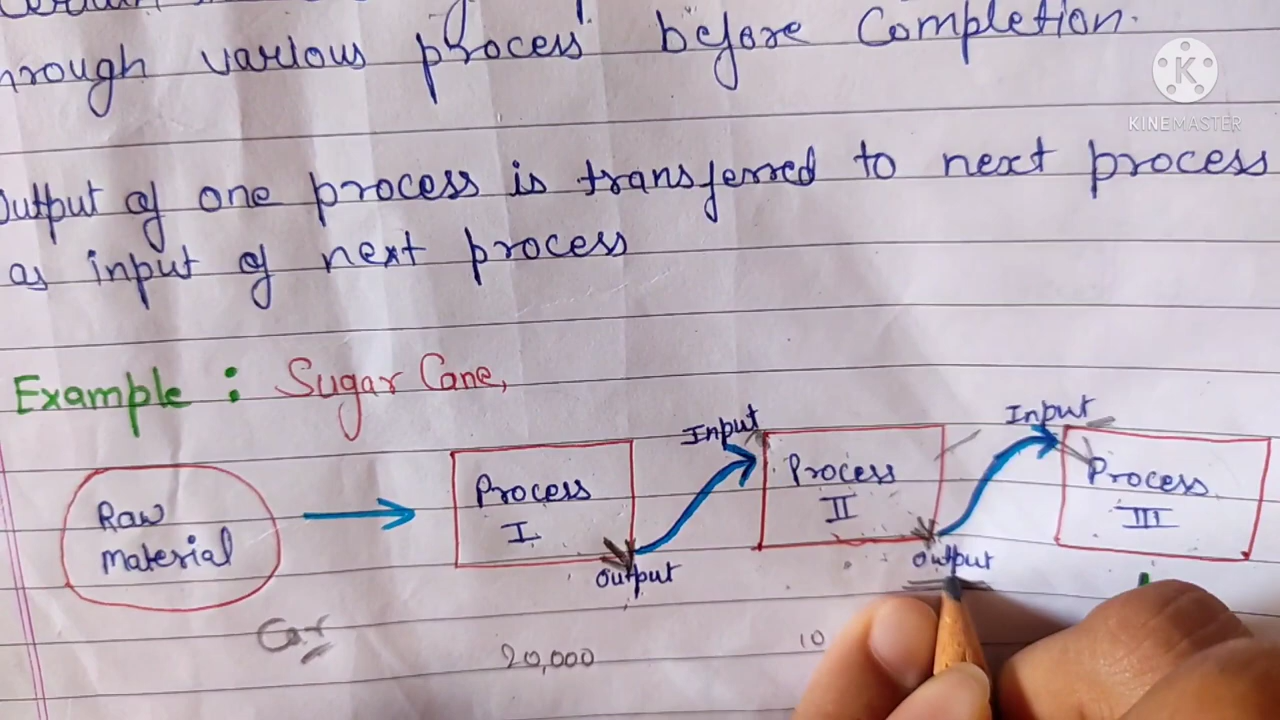 through various process before Completion.
Output of one process is transferred to next process
as input of next process
Example : Sugar Cane,
Raw material
Process I
Output
Input
Process II
Output
Input
Process III
Car
20,000
10
K
KINEMASTER